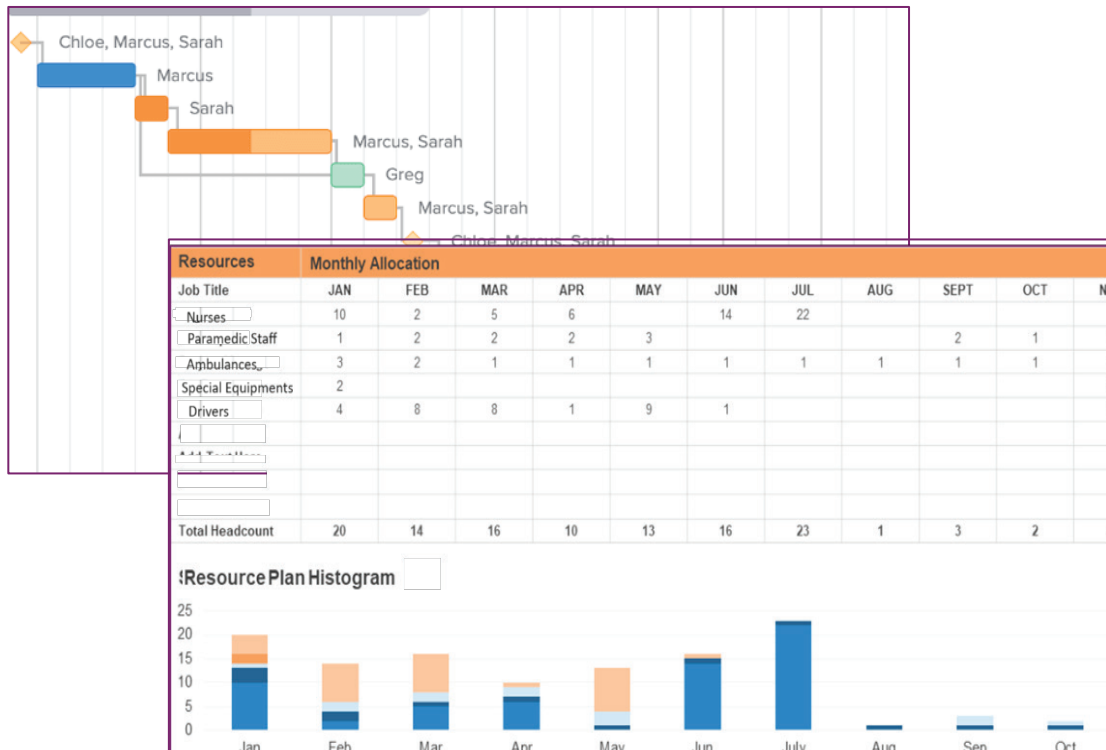 Chloe, Marcus, Sarah
Marcus
Sarah
Marcus, Sarah
Greg
Marcus, Sarah
Chloe, Marcus, Sarah
Resources Monthly Allocation
Job Title JAN FEB MAR APR MAY JUN JUL AUG SEPT OCT N
Nurses 10 2 5 6 14 22
Paramedic Staff 1 2 2 2 3 2 1
Ambulances 3 2 1 1 1 1 1 1 1 1
Special Equipments 2
Drivers 4 8 8 1 9 1
Total Headcount 20 14 16 10 13 16 23 1 3 2
Resource Plan Histogram
25
20
15
10
5
0
Jan Feb Mar Apr May Jun July Aug Sep Oct